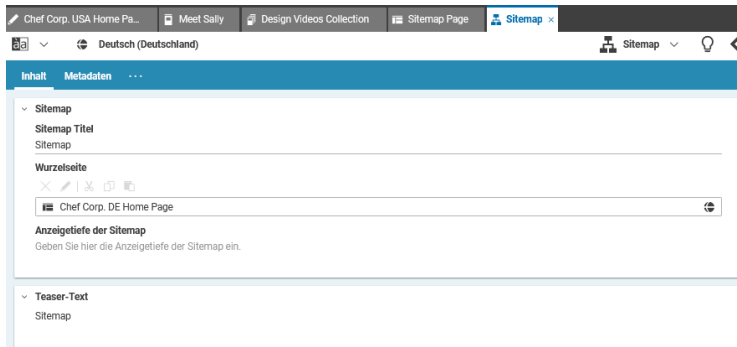 Chef Corp. USA Home Pa...
Meet Sally
Design Videos Collection
Sitemap Page
Sitemap ×
āa Deutsch (Deutschland)
Sitemap
Inhalt Metadaten ···
Sitemap
Sitemap Titel
Sitemap
Wurzelseite
Chef Corp. DE Home Page
Anzeigetiefe der Sitemap
Geben Sie hier die Anzeigetiefe der Sitemap ein.
Teaser-Text
Sitemap